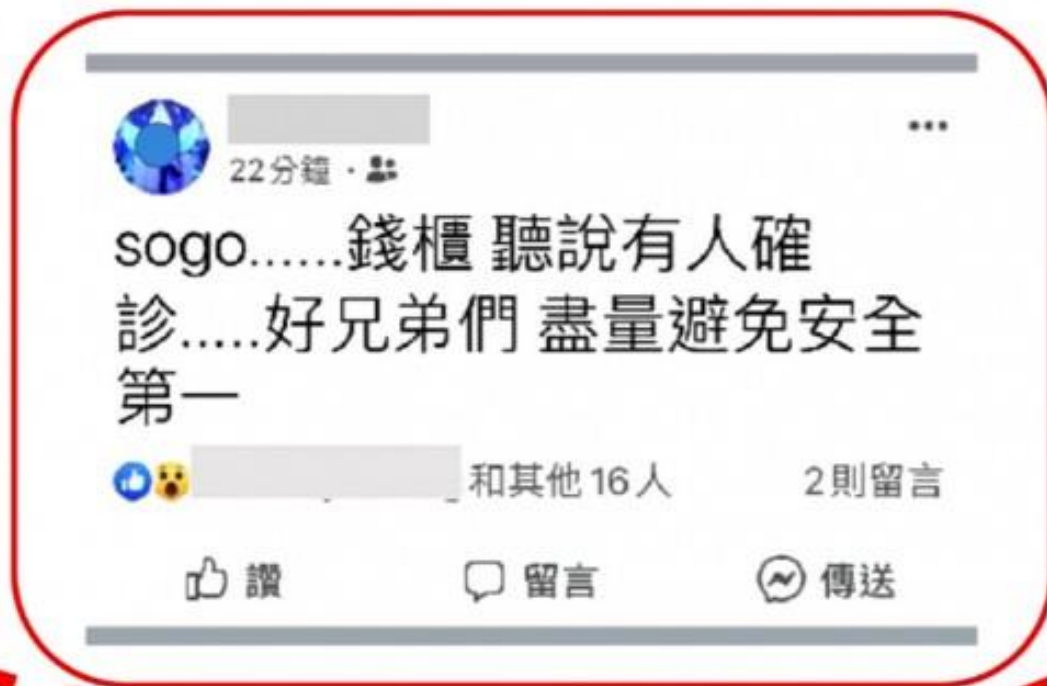 22分鐘
sogo......錢櫃 聽說有人確
診.....好兄弟們 盡量避免安全
第一
和其他 16人 2則留言
讚 留言 傳送